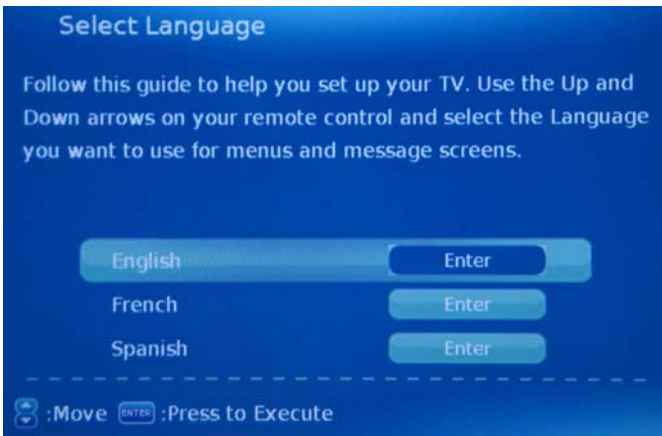 Select Language
Follow this guide to help you set up your TV. Use the Up and
Down arrows on your remote control and select the Language
you want to use for menus and message screens.
English Enter
French Enter
Spanish Enter
:Move ENTER :Press to Execute